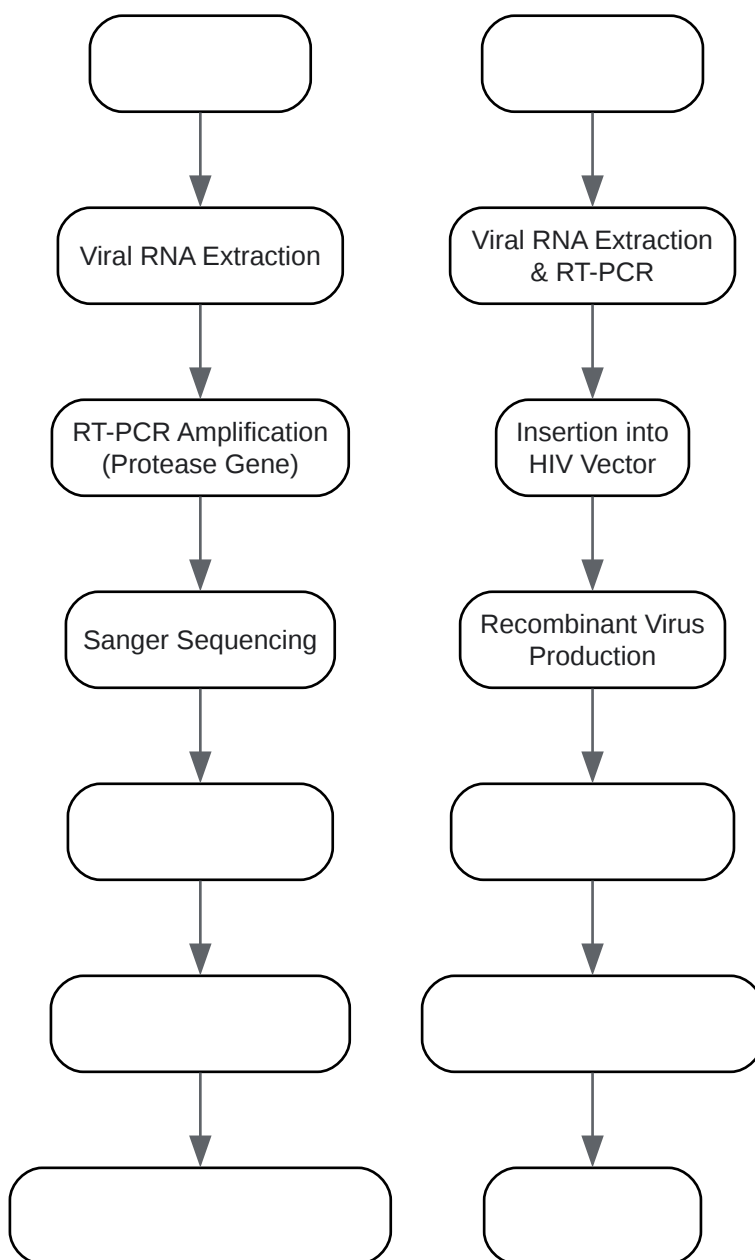 Viral RNA Extraction
RT-PCR Amplification
(Protease Gene)
Sanger Sequencing
Viral RNA Extraction
& RT-PCR
Insertion into
HIV Vector
Recombinant Virus
Production